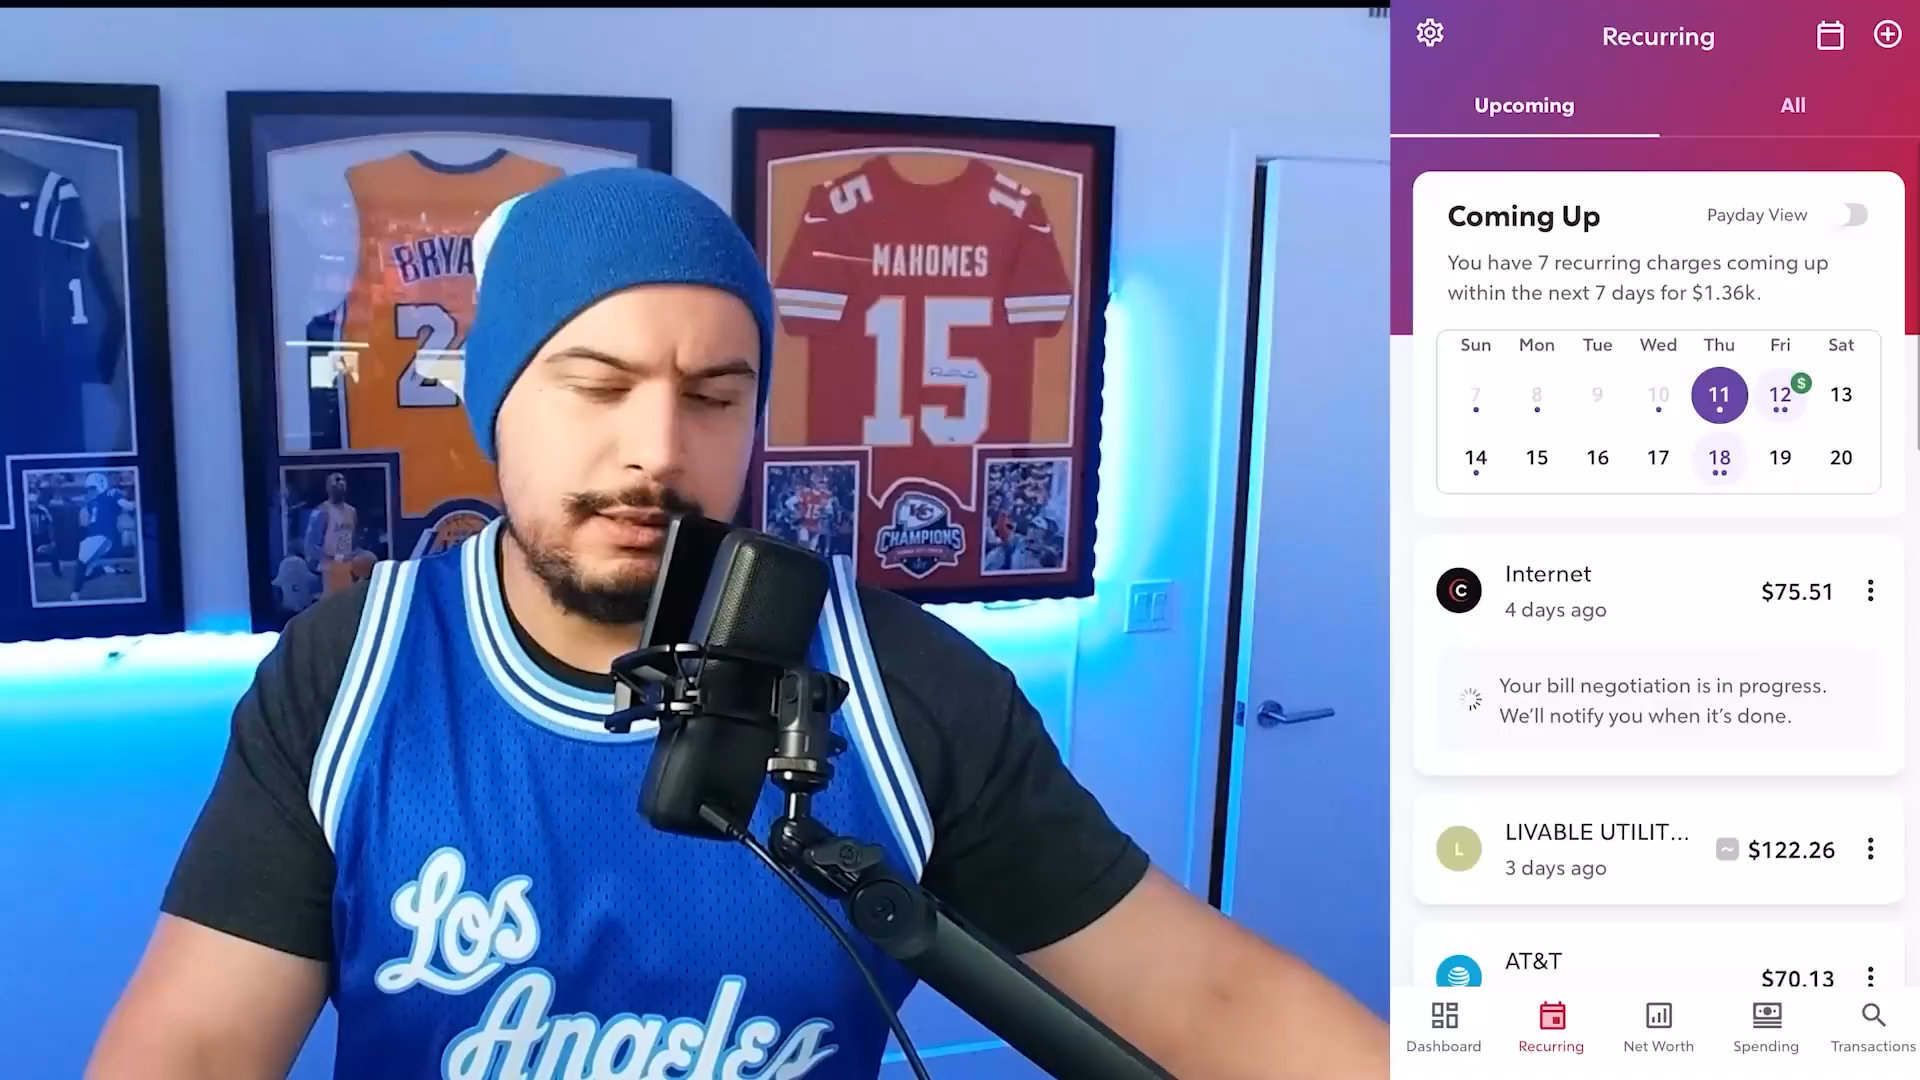 1
BRYA
2
15
15
MAHOMES
15
CHAMPIONS
Los
Angeles
Recurring
Upcoming
All
Coming Up
Payday View
You have 7 recurring charges coming up
within the next 7 days for $1.36k.
Sun Mon Tue Wed Thu Fri Sat
7 8 9 10 11 12 $ 13
14 15 16 17 18 19 20
C
Internet
$75.51
4 days ago
Your bill negotiation is in progress.
We'll notify you when it's done.
L
LIVABLE UTILIT...
~ $122.26
3 days ago
AT&T
$70.13
Dashboard
Recurring
Net Worth
Spending
Transactions